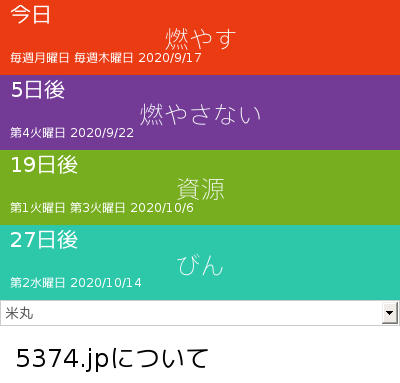 今日
燃やす
毎週月曜日 毎週木曜日 2020/9/17
5日後
燃やさない
第4火曜日 2020/9/22
19日後
資源
第1火曜日 第3火曜日 2020/10/6
27日後
びん
第2水曜日 2020/10/14
米丸
5374.jpについて